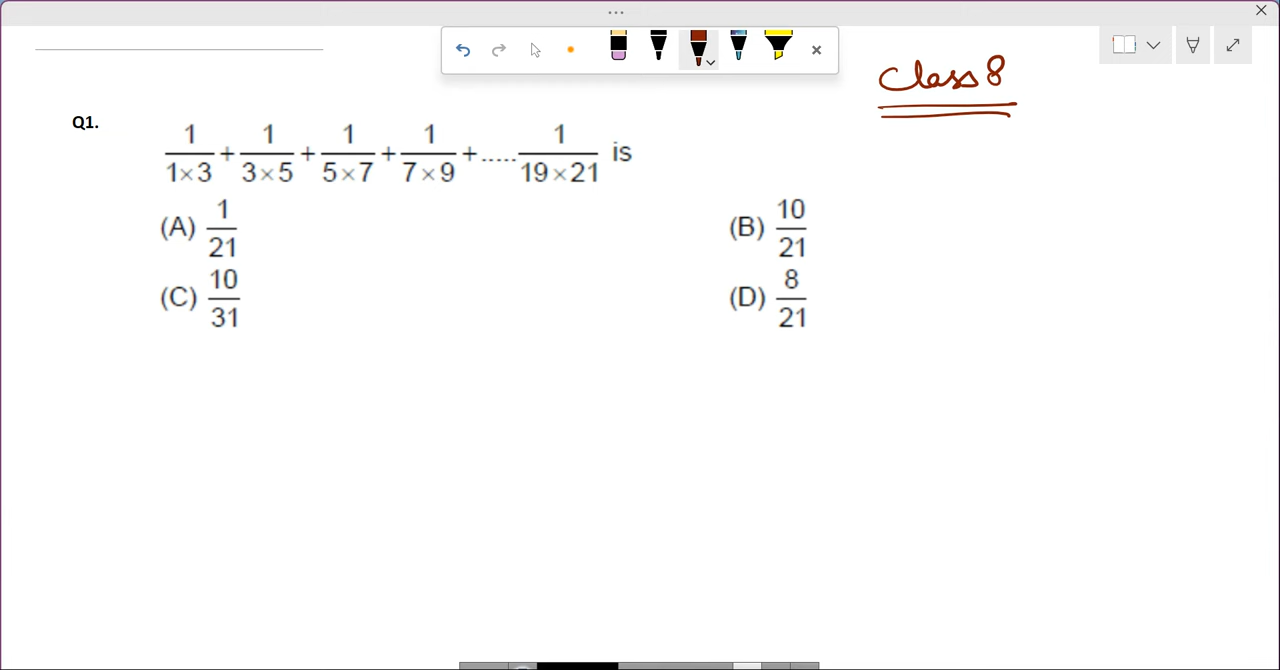 Class 8
Q1. 1/1×3 + 1/3×5 + 1/5×7 + 1/7×9 + ..... 1/19×21 is
(A) 1/21 (B) 10/21
(C) 10/31 (D) 8/21